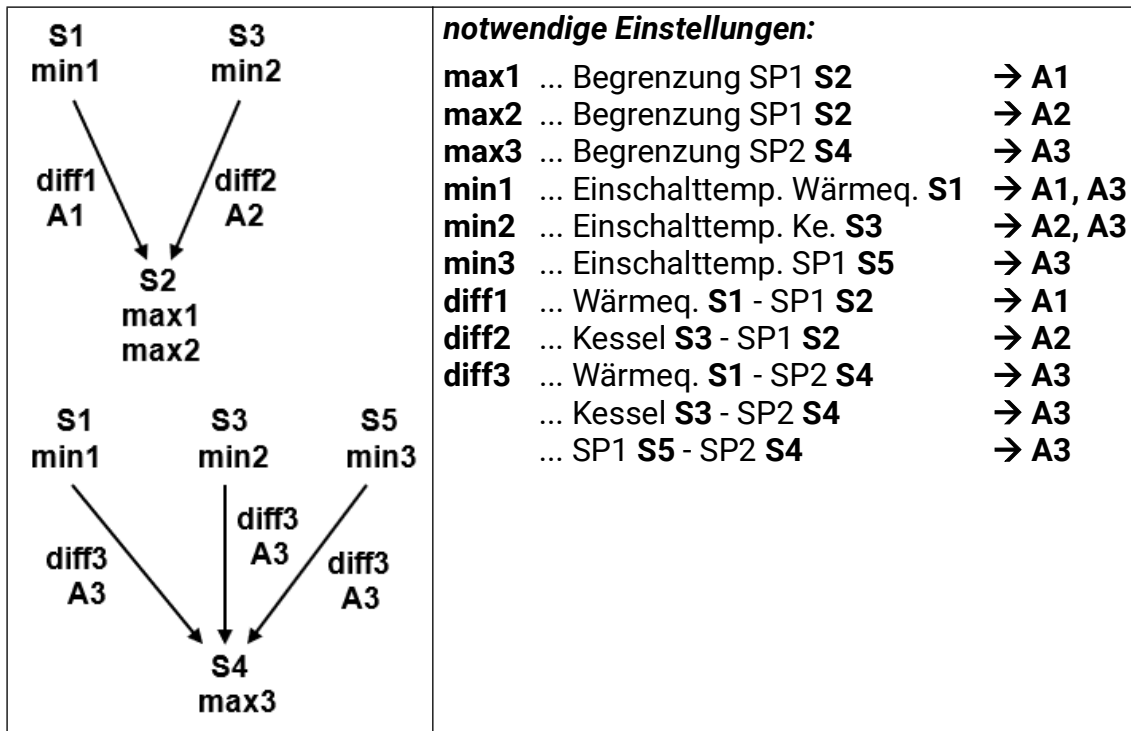 S1 S3
min1 min2
diff1 diff2
A1 A2
S2
max1
max2
S1 S3 S5
min1 min2 min3
diff3
A3
diff3 diff3
A3 A3
S4
max3
notwendige Einstellungen:
max1 ... Begrenzung SP1 S2 → A1
max2 ... Begrenzung SP1 S2 → A2
max3 ... Begrenzung SP2 S4 → A3
min1 ... Einschalttemp. Wärmeq. S1 → A1, A3
min2 ... Einschalttemp. Ke. S3 → A2, A3
min3 ... Einschalttemp. SP1 S5 → A3
diff1 ... Wärmeq. S1 - SP1 S2 → A1
diff2 ... Kessel S3 - SP1 S2 → A2
diff3 ... Wärmeq. S1 - SP2 S4 → A3
... Kessel S3 - SP2 S4 → A3
... SP1 S5 - SP2 S4 → A3